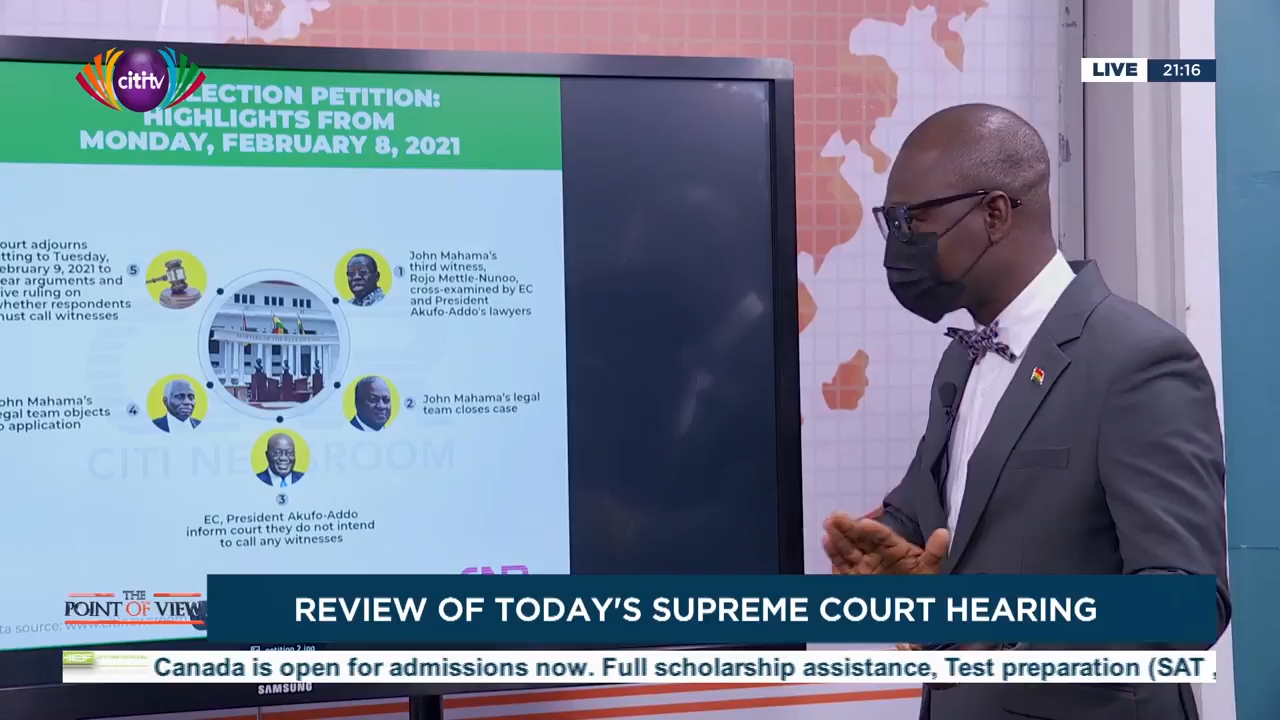 citi tv
LIVE 21:16
ELECTION PETITION:
HIGHLIGHTS FROM
MONDAY, FEBRUARY 8, 2021
ourt adjourns
tting to Tuesday,
ebruary 9, 2021 to
ear arguments and
ive ruling on
whether respondents
must call witnesses
5
1
John Mahama's
third witness,
Rojo Mettle-Nunoo,
cross-examined by EC
and President
Akufo-Addo's lawyers
ohn Mahama's
egal team objects
o application
4
2
John Mahama's legal
team closes case
CITI NEWSROOM
3
EC, President Akufo-Addo
inform court they do not intend
to call any witnesses
THE
POINT OF VIEW
REVIEW OF TODAY'S SUPREME COURT HEARING
ta source:
Canada is open for admissions now. Full scholarship assistance, Test preparation (SAT ,
SAMSUNG